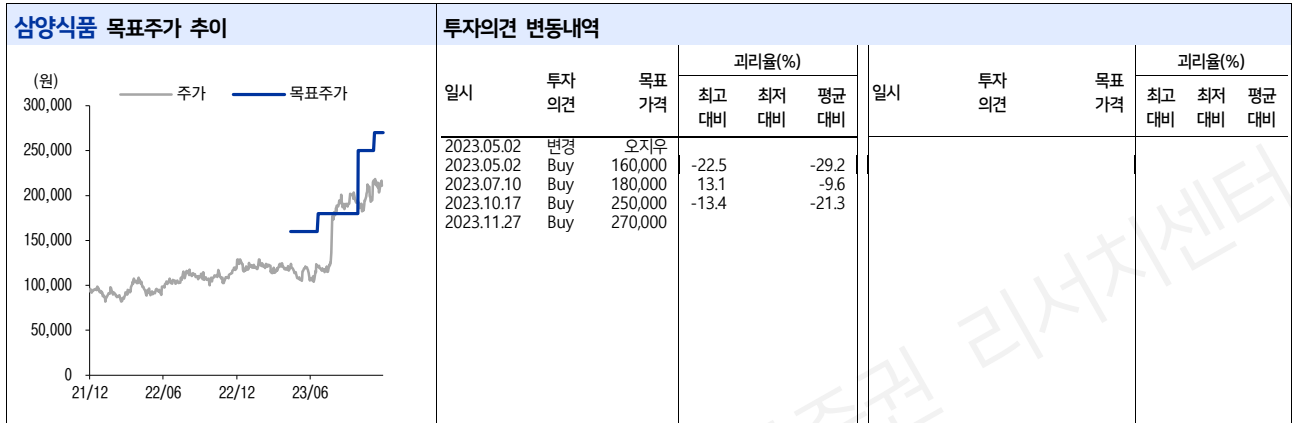 삼양식품 목표주가 추이
(원)
주가 목표주가
300,000
250,000
200,000
150,000
100,000
50,000
0
21/12 22/06 22/12 23/06
투자의견 변동내역
일시 투자의견 목표가격 괴리율(%) 최고대비 최저대비 평균대비
일시 투자의견 목표가격 괴리율(%) 최고대비 최저대비 평균대비
2023.05.02 변경 오지우
2023.05.02 Buy 160,000 -22.5 -29.2
2023.07.10 Buy 180,000 13.1 -9.6
2023.10.17 Buy 250,000 -13.4 -21.3
2023.11.27 Buy 270,000
증권 리서치센터